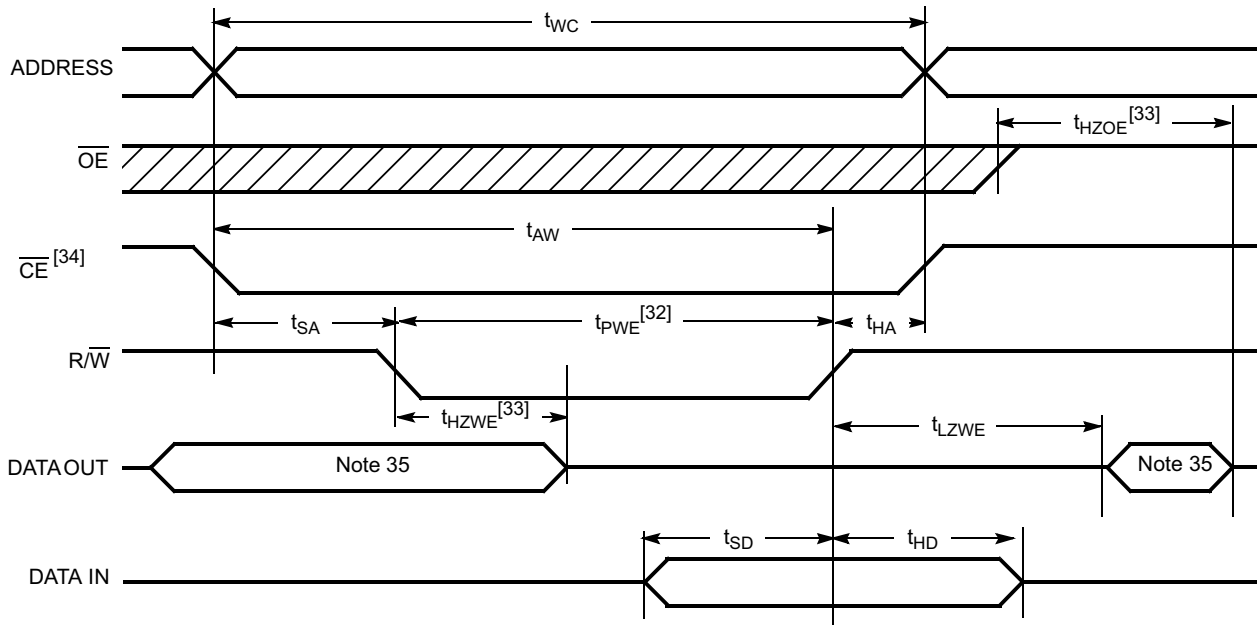 tWC
ADDRESS
tHZOE[33]
OE
tAW
CE [34]
tSA
tPWE[32]
tHA
R/W
tHZWE[33]
tLZWE
DATA OUT
Note 35
Note 35
tSD
tHD
DATA IN